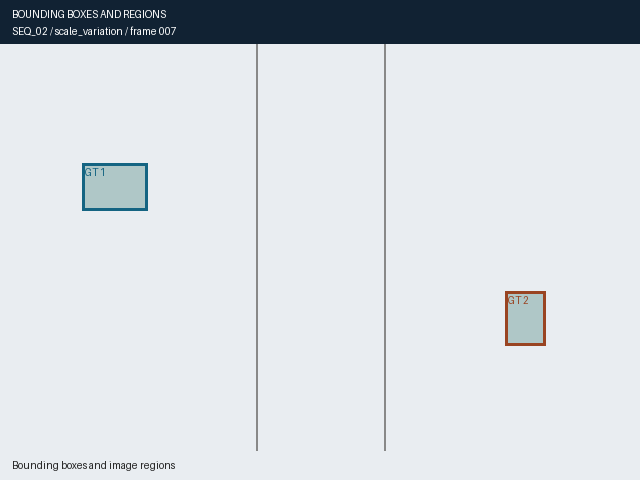 BOUNDING BOXES AND REGIONS
SEQ_02 / scale_variation / frame 007
GT1
GT2
Bounding boxes and image regions